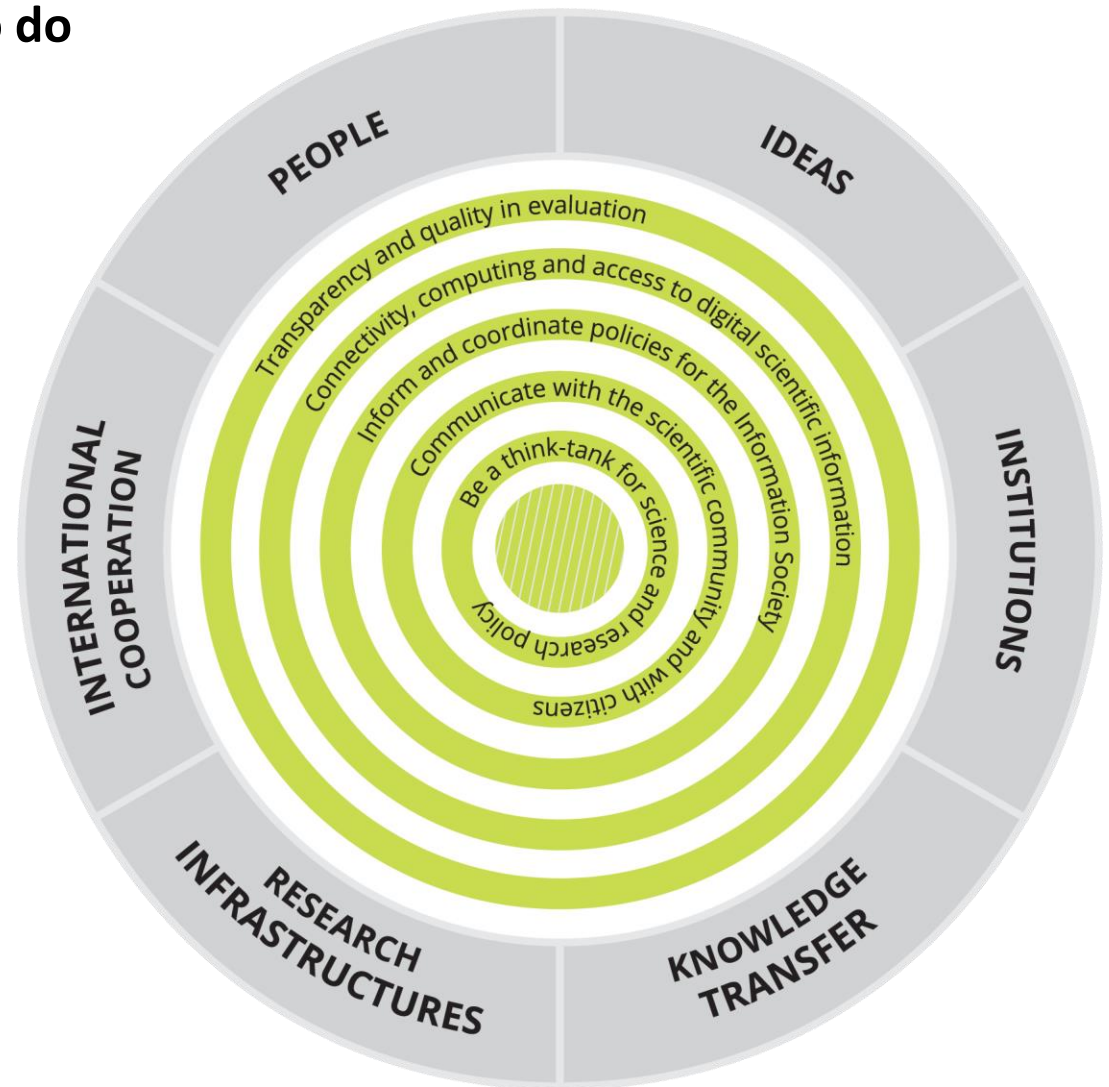 do
PEOPLE
IDEAS
INSTITUTIONS
KNOWLEDGE
TRANSFER
RESEARCH
INFRASTRUCTURES
INTERNATIONAL
COOPERATION
Transparency and quality in evaluation
Connectivity, computing and access to digital scientific information
Inform and coordinate policies for the Information Society
Communicate with the scientific community and with citizens
Be a think-tank for science and research policy